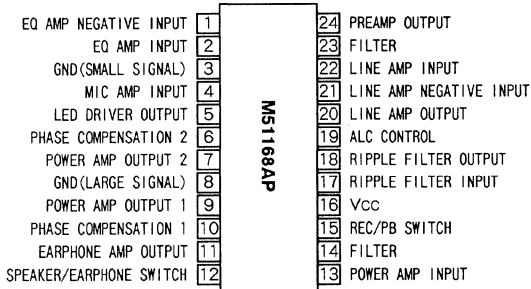 EQ AMP NEGATIVE INPUT 1
EQ AMP INPUT 2
GND(SMALL SIGNAL) 3
MIC AMP INPUT 4
LED DRIVER OUTPUT 5
PHASE COMPENSATION 2 6
POWER AMP OUTPUT 2 7
GND(LARGE SIGNAL) 8
POWER AMP OUTPUT 1 9
PHASE COMPENSATION 1 10
EARPHONE AMP OUTPUT 11
SPEAKER/EARPHONE SWITCH 12
M51168AP
24 PREAMP OUTPUT
23 FILTER
22 LINE AMP INPUT
21 LINE AMP NEGATIVE INPUT
20 LINE AMP OUTPUT
19 ALC CONTROL
18 RIPPLE FILTER OUTPUT
17 RIPPLE FILTER INPUT
16 Vcc
15 REC/PB SWITCH
14 FILTER
13 POWER AMP INPUT